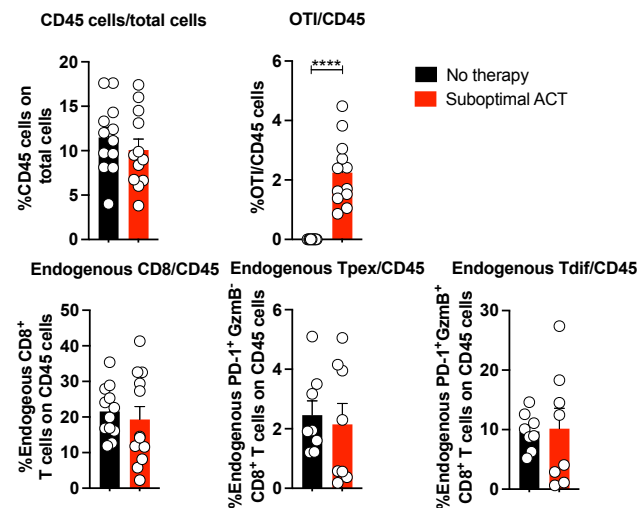 CD45 cells/total cells
OTI/CD45
%CD45 cells on
total cells
20
15
10
5
0
%OTI/CD45 cells
6
4
2
0
****
No therapy
Suboptimal ACT
Endogenous CD8/CD45
Endogenous Tpex/CD45
Endogenous Tdif/CD45
%Endogeous CD8⁺
T cells on CD45 cells
50
40
30
20
10
0
%Endogenous PD-1⁺GzmB⁻
CD8⁺ T cells on CD45 cells
6
4
2
0
%Endogenous PD-1⁺GzmB⁺
CD8⁺ T cells on CD45 cells
30
20
10
0